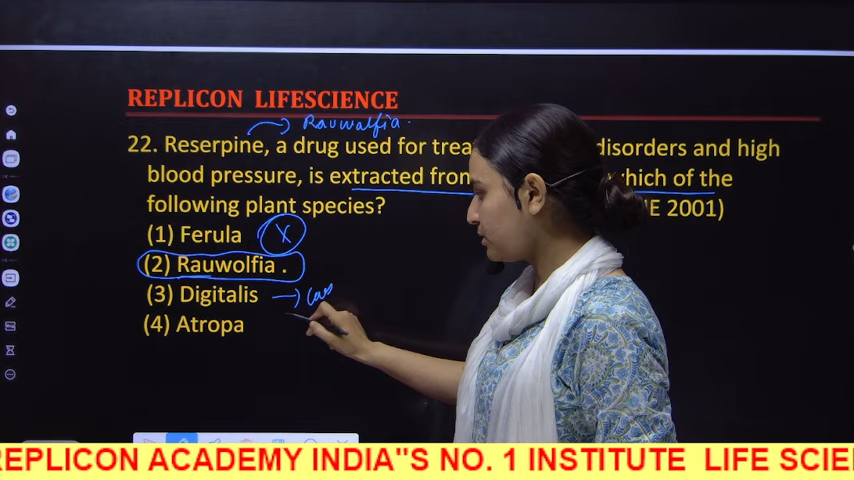 REPLICON LIFESCIENCE
Rauwalfia.
22. Reserpine, a drug used for trea disorders and high
blood pressure, is extracted from which of the
following plant species? E 2001)
(1) Ferula X
(2) Rauwolfia .
(3) Digitalis
(4) Atropa
REPLICON ACADEMY INDIA"S NO. 1 INSTITUTE LIFE SCIE